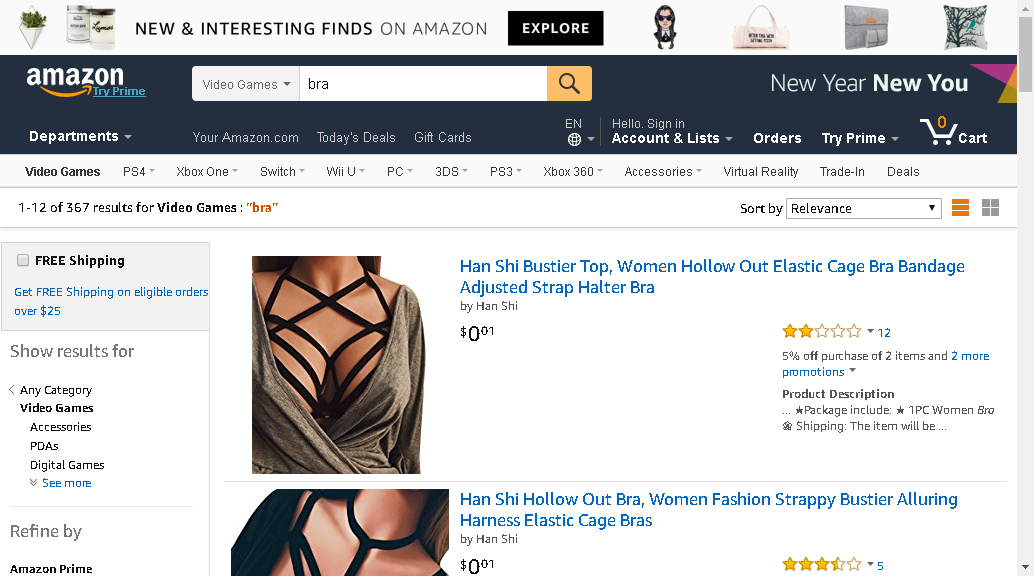 NEW & INTERESTING FINDS ON AMAZON
EXPLORE
amazon
Try Prime
Video Games
bra
New Year New You
Departments
Your Amazon.com
Today's Deals
Gift Cards
EN
Hello. Sign in
Account & Lists
Orders
Try Prime
0
Cart
Video Games
PS4
Xbox One
Switch
Wii U
PC
3DS
PS3
Xbox 360
Accessories
Virtual Reality
Trade-In
Deals
1-12 of 367 results for Video Games : "bra"
Sort by Relevance
FREE Shipping
Get FREE Shipping on eligible orders
over $25
Show results for
Any Category
Video Games
Accessories
PDAs
Digital Games
See more
Refine by
Amazon Prime
Han Shi Bustier Top, Women Hollow Out Elastic Cage Bra Bandage
Adjusted Strap Halter Bra
by Han Shi
$0.01
12
5% off purchase of 2 items and 2 more
promotions
Product Description
... ★Package include: ★ 1PC Women Bra
❀ Shipping: The item will be ...
Han Shi Hollow Out Bra, Women Fashion Strappy Bustier Alluring
Harness Elastic Cage Bras
by Han Shi
$0.01
5